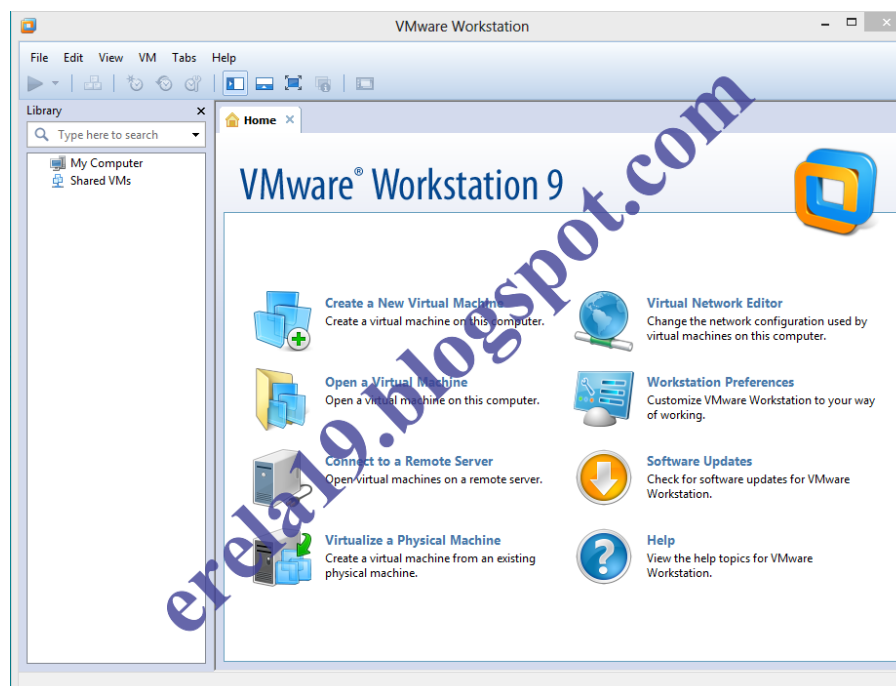 VMware Workstation
File Edit View VM Tabs Help
Library
Home
Type here to search
My Computer
Shared VMs
VMware® Workstation 9
Create a New Virtual Machine
Create a virtual machine on this computer.
Open a Virtual Machine
Open a virtual machine on this computer.
Connect to a Remote Server
Open virtual machines on a remote server.
Virtualize a Physical Machine
Create a virtual machine from an existing
physical machine.
Virtual Network Editor
Change the network configuration used by
virtual machines on this computer.
Workstation Preferences
Customize VMware Workstation to your way
of working.
Software Updates
Check for software updates for VMware
Workstation.
Help
View the help topics for VMware
Workstation.
erela19.blogspot.com